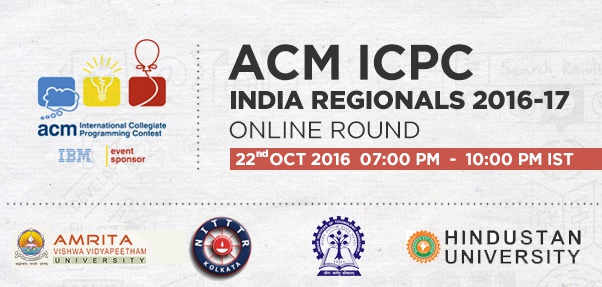 ACM ICPC
INDIA REGIONALS 2016-17
ONLINE ROUND
22nd OCT 2016 07:00 PM - 10:00 PM IST
acm International Collegiate
Programming Contest
IBM event
sponsor
AMRITA
VISHWA VIDYAPEETHAM
UNIVERSITY
NITTTR
KOLKATA
HINDUSTAN
UNIVERSITY